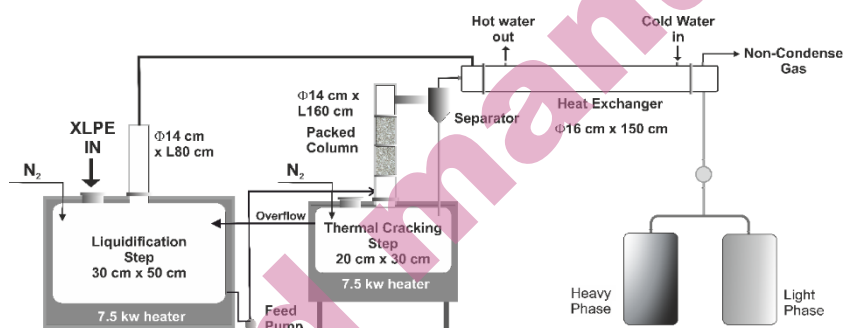 Hot water
out
Cold Water
in
Non-Condense
Gas
Φ14 cm x
L160 cm
Packed
Column
Separator
Heat Exchanger
Φ16 cm x 150 cm
XLPE
IN
Φ14 cm
x L80 cm
N2
N2
Overflow
Liquidification
Step
30 cm x 50 cm
7.5 kw heater
Thermal Cracking
Step
20 cm x 30 cm
7.5 kw heater
Feed
Pump
Heavy
Phase
Light
Phase